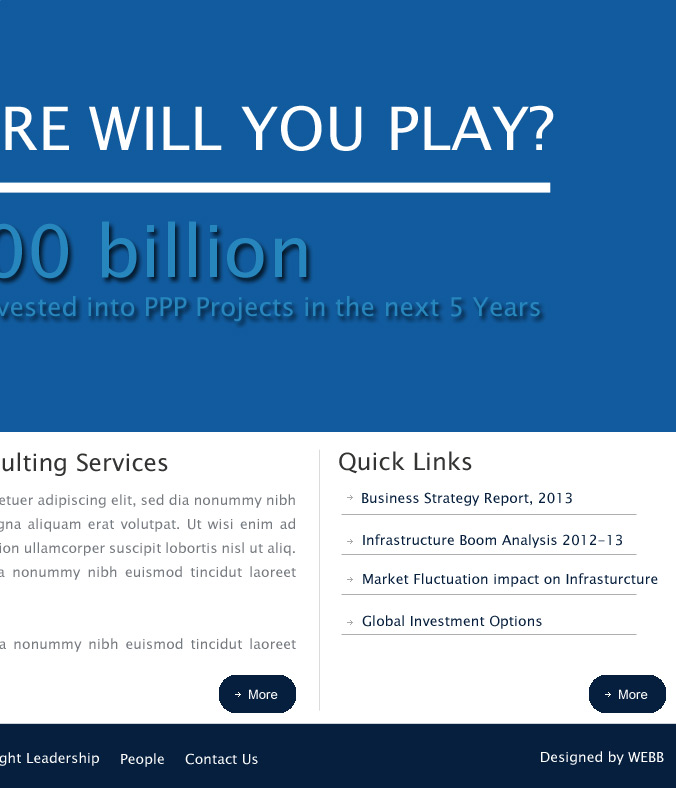 RE WILL YOU PLAY?
00 billion
vested into PPP Projects in the next 5 Years
ulting Services
etuer adipiscing elit, sed dia nonummy nibh
gna aliquam erat volutpat. Ut wisi enim ad
ion ullamcorper suscipit lobortis nisl ut aliq.
a nonummy nibh euismod tincidut laoreet
a nonummy nibh euismod tincidut laoreet
More
Quick Links
Business Strategy Report, 2013
Infrastructure Boom Analysis 2012-13
Market Fluctuation impact on Infrasturcture
Global Investment Options
More
ght Leadership People Contact Us
Designed by WEBB